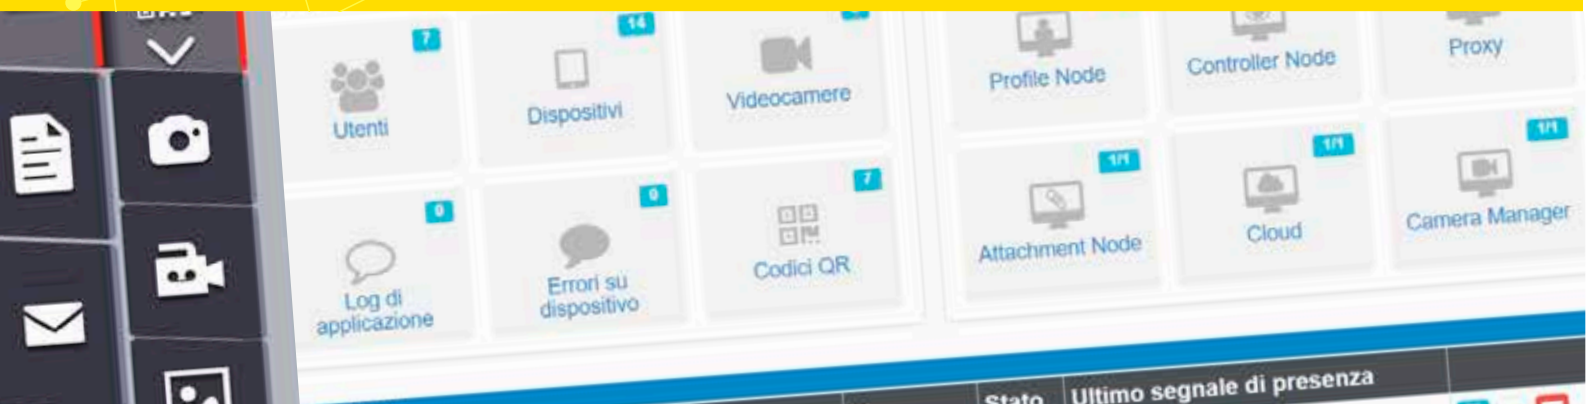 7
14
Utenti
Dispositivi
Videocamere
Profile Node
Controller Node
Proxy
0
0
7
1/1
1/1
1/1
Log di
applicazione
Errori su
dispositivo
Codici QR
Attachment Node
Cloud
Camera Manager
Stato
Ultimo segnale di presenza